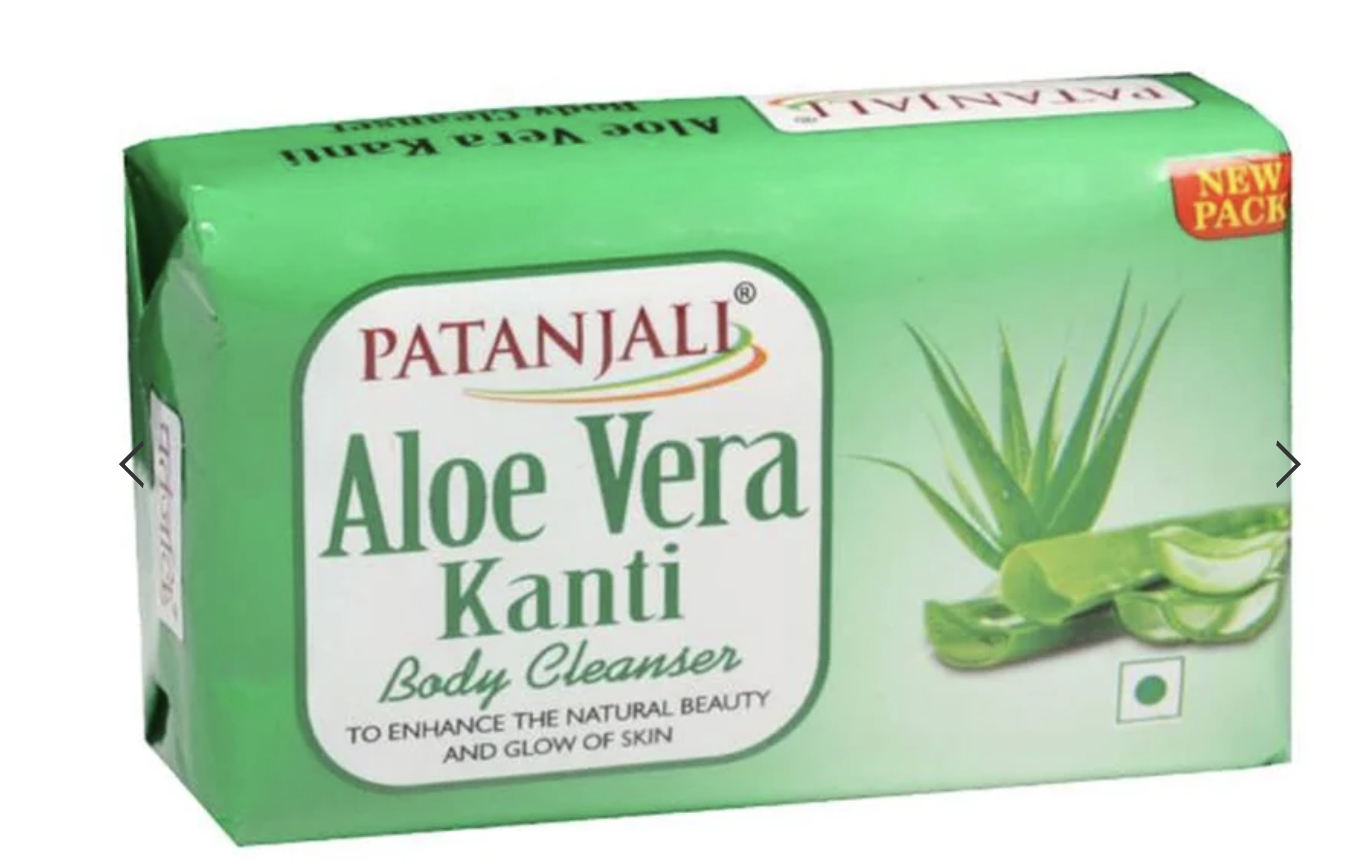 Aloe Vera Kanti
Body Cleanser
PATANJALI®
NEW
PACK
PATANJALI®
Aloe Vera
Kanti
Body Cleanser
TO ENHANCE THE NATURAL BEAUTY
AND GLOW OF SKIN